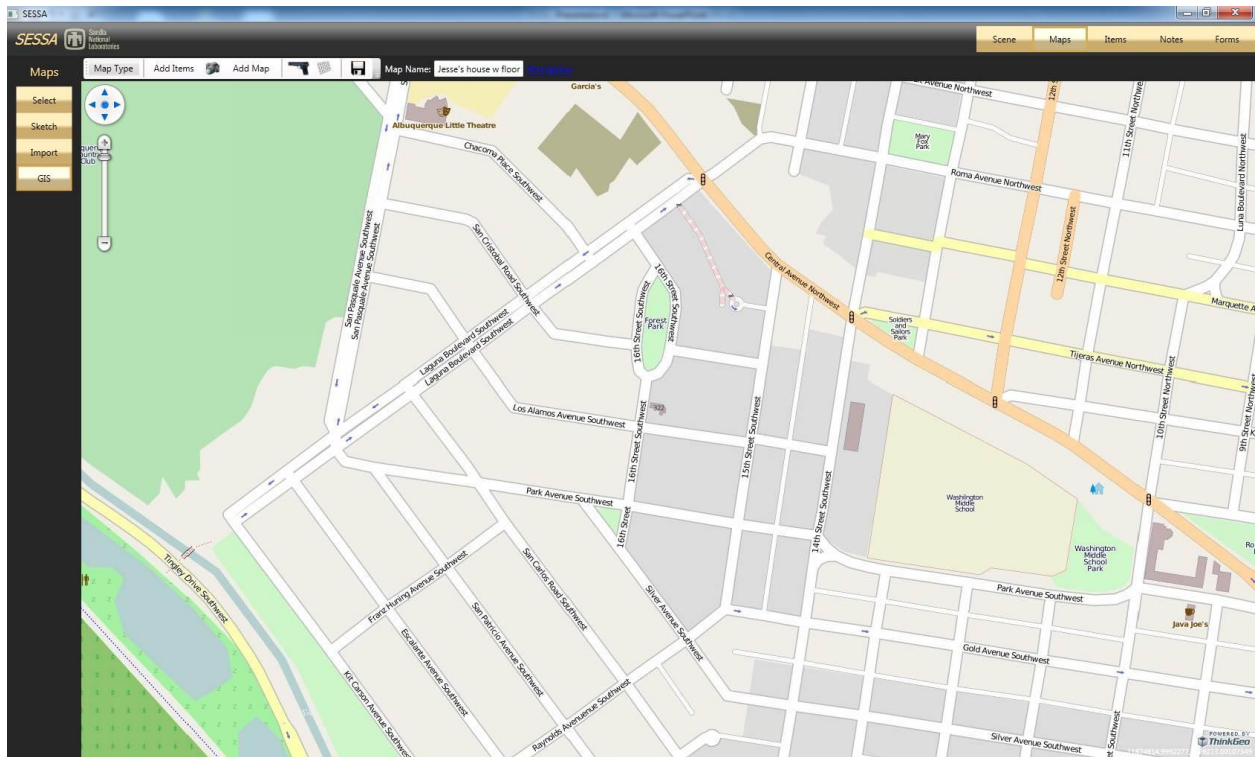 SESSA
SESSA
Sandia
National
Laboratories
Scene
Maps
Items
Notes
Forms
Maps
Map Type
Add Items
Add Map
Map Name:
Jesse's house w floor
Select
Sketch
Import
GIS
Garcia's
Albuquerque Little Theatre
Club
Chacoma Place Southwest
San Cristobal Road Southwest
San Pasquale Avenue Southwest
San Pasquale Avenue Southwest
Laguna Boulevard Southwest
Laguna Boulevard Southwest
16th Street Southwest
16th Street Southwest
Forest
Park
Central Avenue Northwest
Mary
Fox
Park
Roma Avenue Northwest
Avenue Northwest
12th Street
12th Street Northwest
11th Street Northwest
Luna Boulevard Northwest
Marquette A
Soldiers
and
Sailors
Park
Tijeras Avenue Northwest
10th Street Northwest
9th Street Northwest
Los Alamos Avenue Southwest
322
16th Street Southwest
15th Street Southwest
14th Street Southwest
Park Avenue Southwest
16th Street
Washington
Middle
School
Washington
Middle
School
Park
Ro
Park Avenue Southwest
Java Joe's
Gold Avenue Southwest
Silver Avenue Southwest
Silver Avenue Southwest
Franz Huning Avenue Southwest
San Carlos Road Southwest
San Patricio Avenue Southwest
Escalante Avenue Southwest
Kit Carson Avenue Southwest
Raynolds Avenuenue Southwest
Tingley Drive Southwest
POWERED BY
ThinkGeo